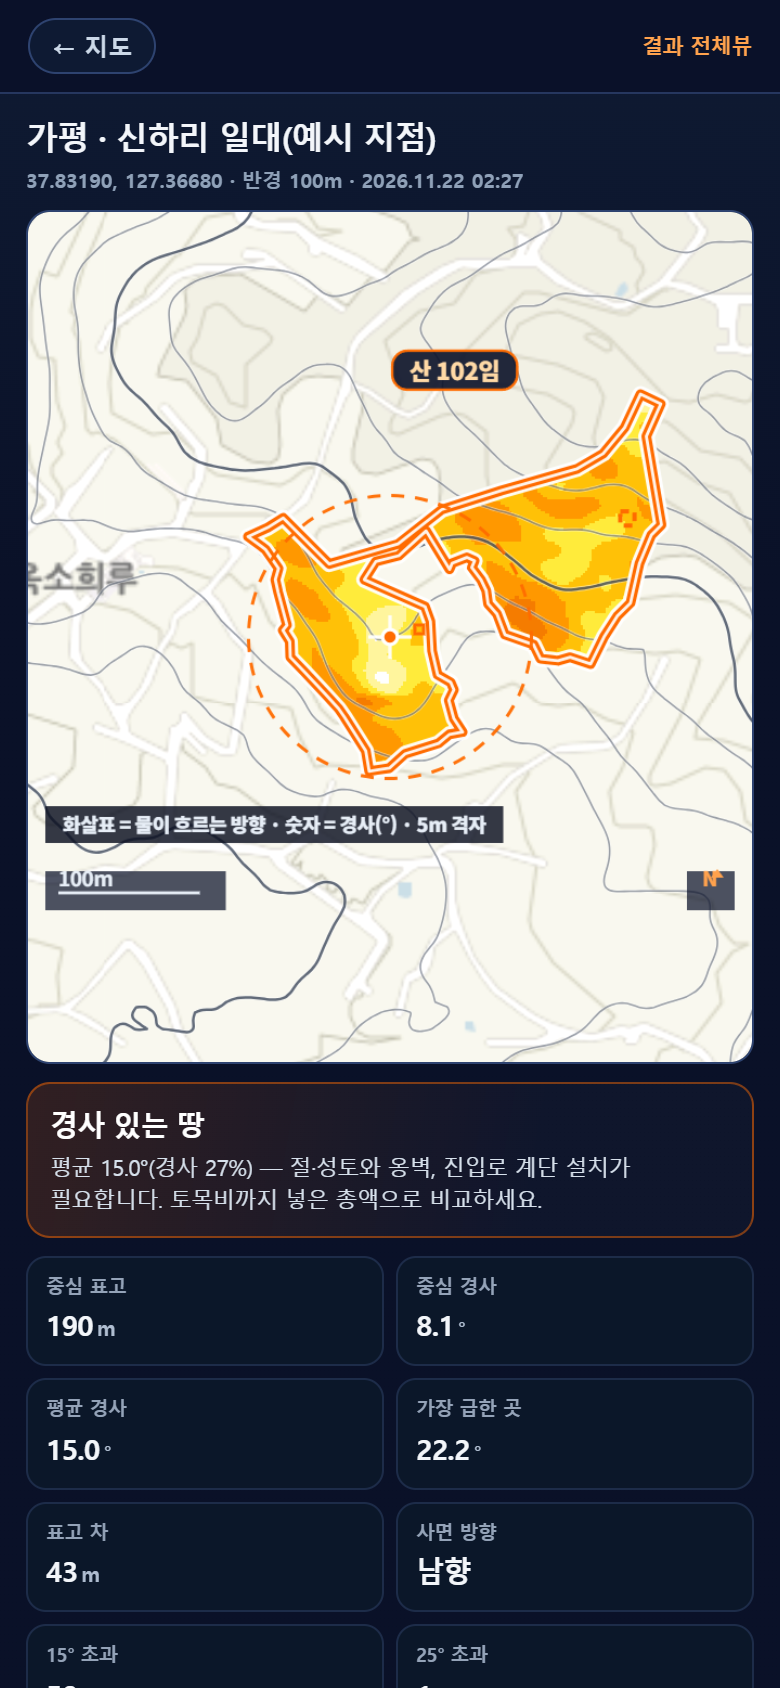 ← 지도
결과 전체뷰
가평 · 신하리 일대(예시 지점)
37.83190, 127.36680 · 반경 100m · 2026.11.22 02:27
산 102임
옥소희루
화살표 = 물이 흐르는 방향 · 숫자 = 경사(°) · 5m 격자
100m
N
경사 있는 땅
평균 15.0°(경사 27%) — 절·성토와 옹벽, 진입로 계단 설치가
필요합니다. 토목비까지 넣은 총액으로 비교하세요.
중심 표고
중심 경사
190 m
8.1 °
평균 경사
가장 급한 곳
15.0 °
22.2 °
표고 차
사면 방향
43 m
남향
15° 초과
25° 초과